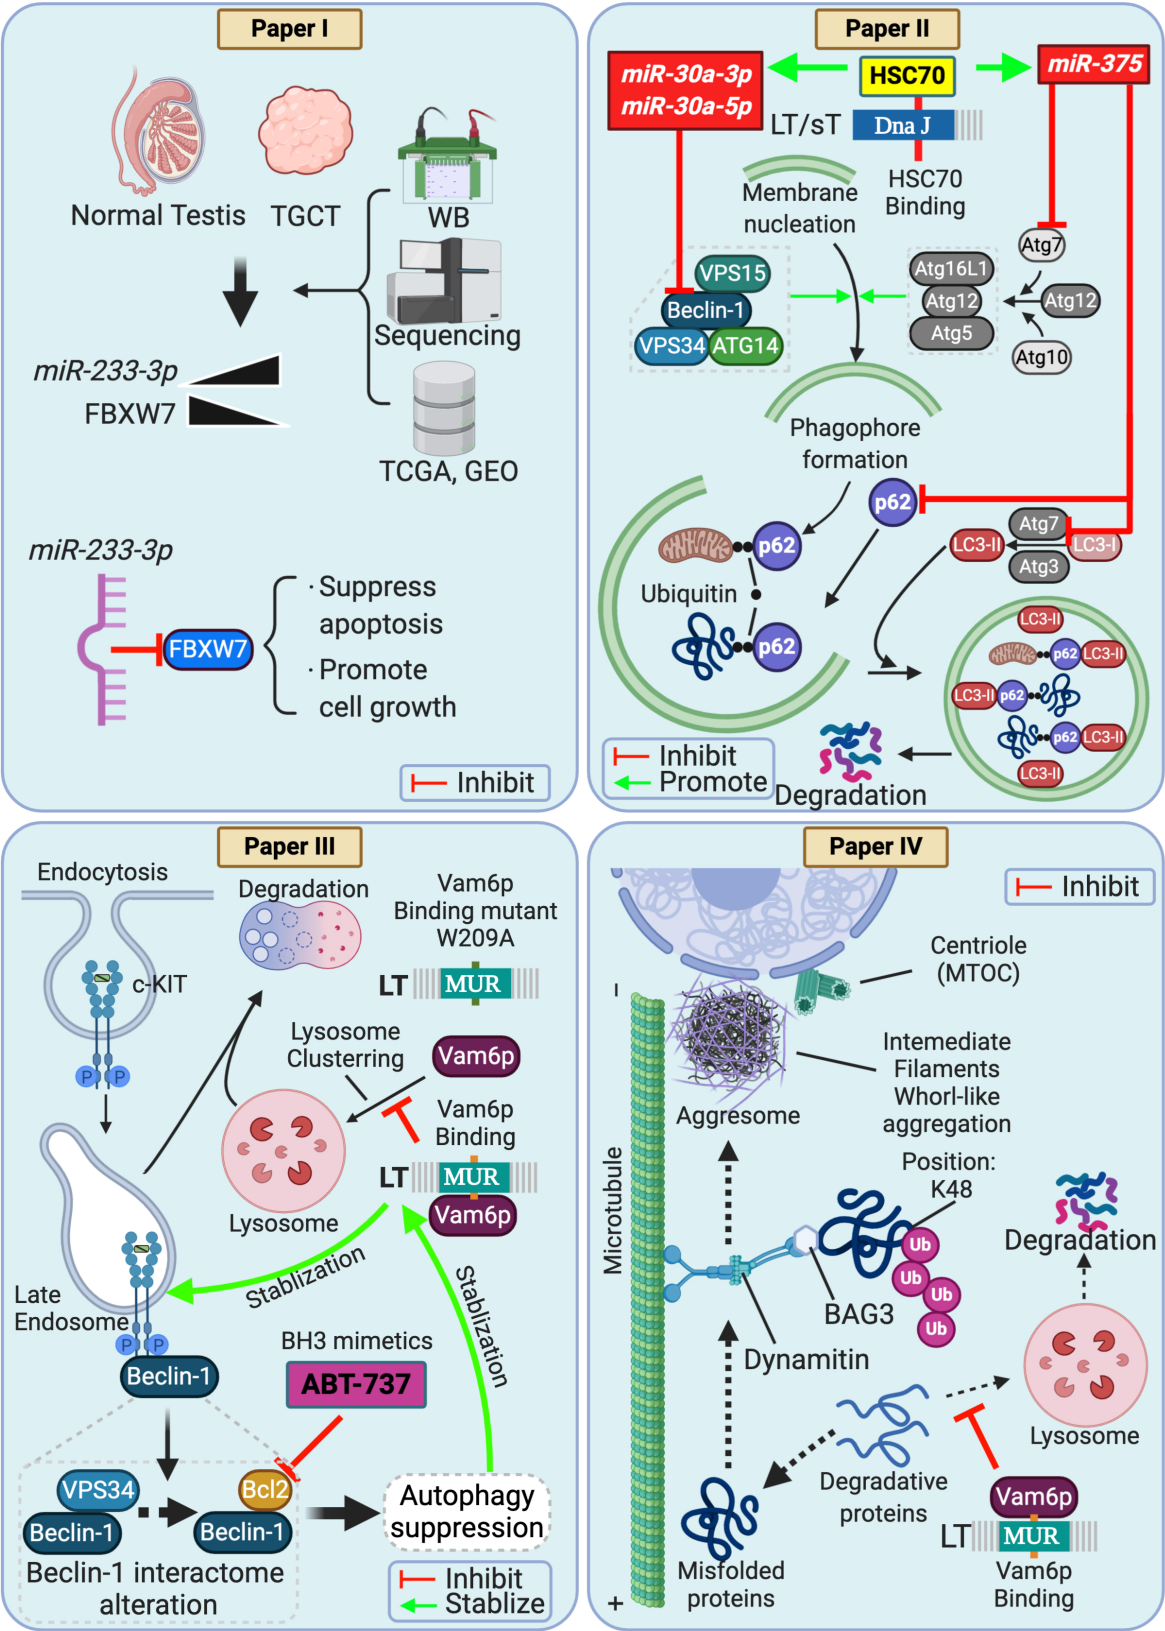 Paper I
Normal Testis
TGCT
WB
Sequencing
TCGA, GEO
miR-233-3p
FBXW7
miR-233-3p
FBXW7
· Suppress
apoptosis
· Promote
cell growth
Inhibit
Paper II
miR-30a-3p
miR-30a-5p
HSC70
miR-375
LT/sT
Dna J
HSC70
Binding
Membrane
nucleation
VPS15
Beclin-1
VPS34
ATG14
Atg7
Atg16L1
Atg12
Atg5
Atg12
Atg10
Phagophore
formation
p62
p62
Ubiquitin
p62
Atg7
LC3-II
LC3-I
Atg3
LC3-II
p62
LC3-II
LC3-II
p62
p62
LC3-II
LC3-II
Degradation
Inhibit
Promote
Paper III
Endocytosis
c-KIT
P
P
Degradation
Vam6p
Binding mutant
W209A
LT
MUR
Lysosome
Clusterring
Vam6p
Vam6p
Binding
LT
MUR
Vam6p
Lysosome
Stablization
Stablization
Late
Endosome
P
P
Beclin-1
BH3 mimetics
ABT-737
VPS34
Beclin-1
Bcl2
Beclin-1
Beclin-1 interactome
alteration
Autophagy
suppression
Inhibit
Stablize
Paper IV
Inhibit
Centriole
(MTOC)
–
Intemediate
Filaments
Whorl-like
aggregation
Aggresome
Microtubule
Position:
K48
Ub
Ub
Ub
Ub
Degradation
BAG3
Dynamitin
Lysosome
Degradative
proteins
Vam6p
LT
MUR
Vam6p
Binding
Misfolded
proteins
+